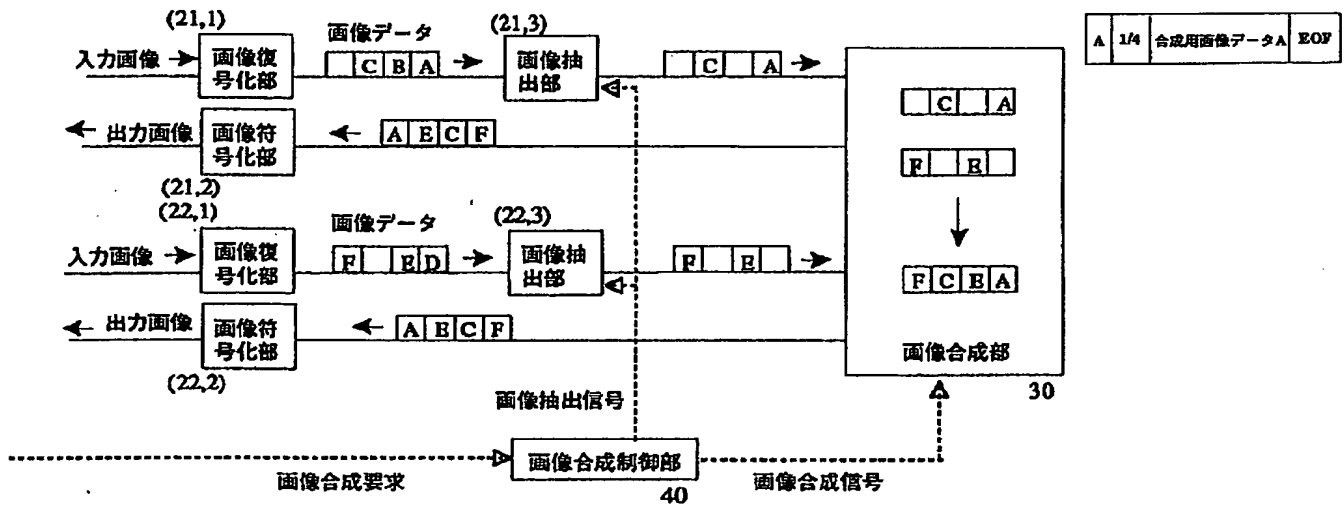 (21,1)
画像データ
(21,3)
入力画像
画像復
号化部
C B A
画像抽
出部
C A
A 1/4 合成用画像データA EOF
C A
出力画像
画像符
号化部
A E C F
F E
(21,2)
(22,1)
画像データ
(22,3)
入力画像
画像復
号化部
F E D
画像抽
出部
F E
F C E A
出力画像
画像符
号化部
A E C F
画像合成部
(22,2)
30
画像抽出信号
画像合成制御部
画像合成要求
40
画像合成信号